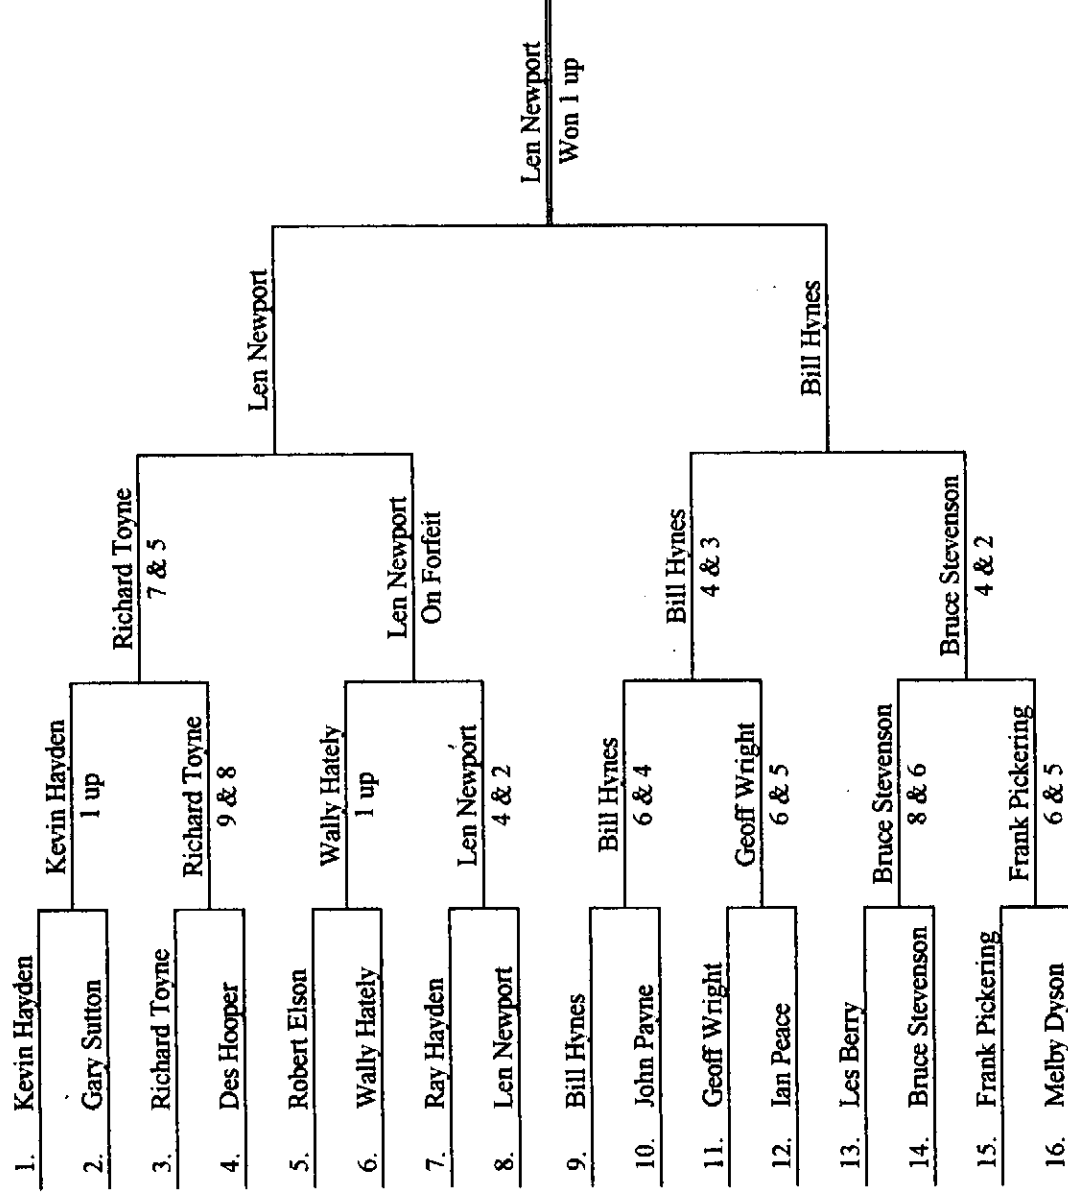 1. Kevin Hayden
2. Gary Sutton
3. Richard Toyne
4. Des Hooper
5. Robert Elson
6. Wally Hately
7. Ray Hayden
8. Len Newport
9. Bill Hynes
10. John Payne
11. Geoff Wright
12. Ian Peace
13. Les Berry
14. Bruce Stevenson
15. Frank Pickering
16. Melby Dyson
Kevin Hayden
1 up
Richard Toyne
9 & 8
Wally Hately
1 up
Len Newport
4 & 2
Bill Hynes
6 & 4
Geoff Wright
6 & 5
Bruce Stevenson
8 & 6
Frank Pickering
6 & 5
Richard Toyne
7 & 5
Len Newport
On Forfeit
Bill Hynes
4 & 3
Bruce Stevenson
4 & 2
Len Newport
Bill Hynes
Len Newport
Won 1 up